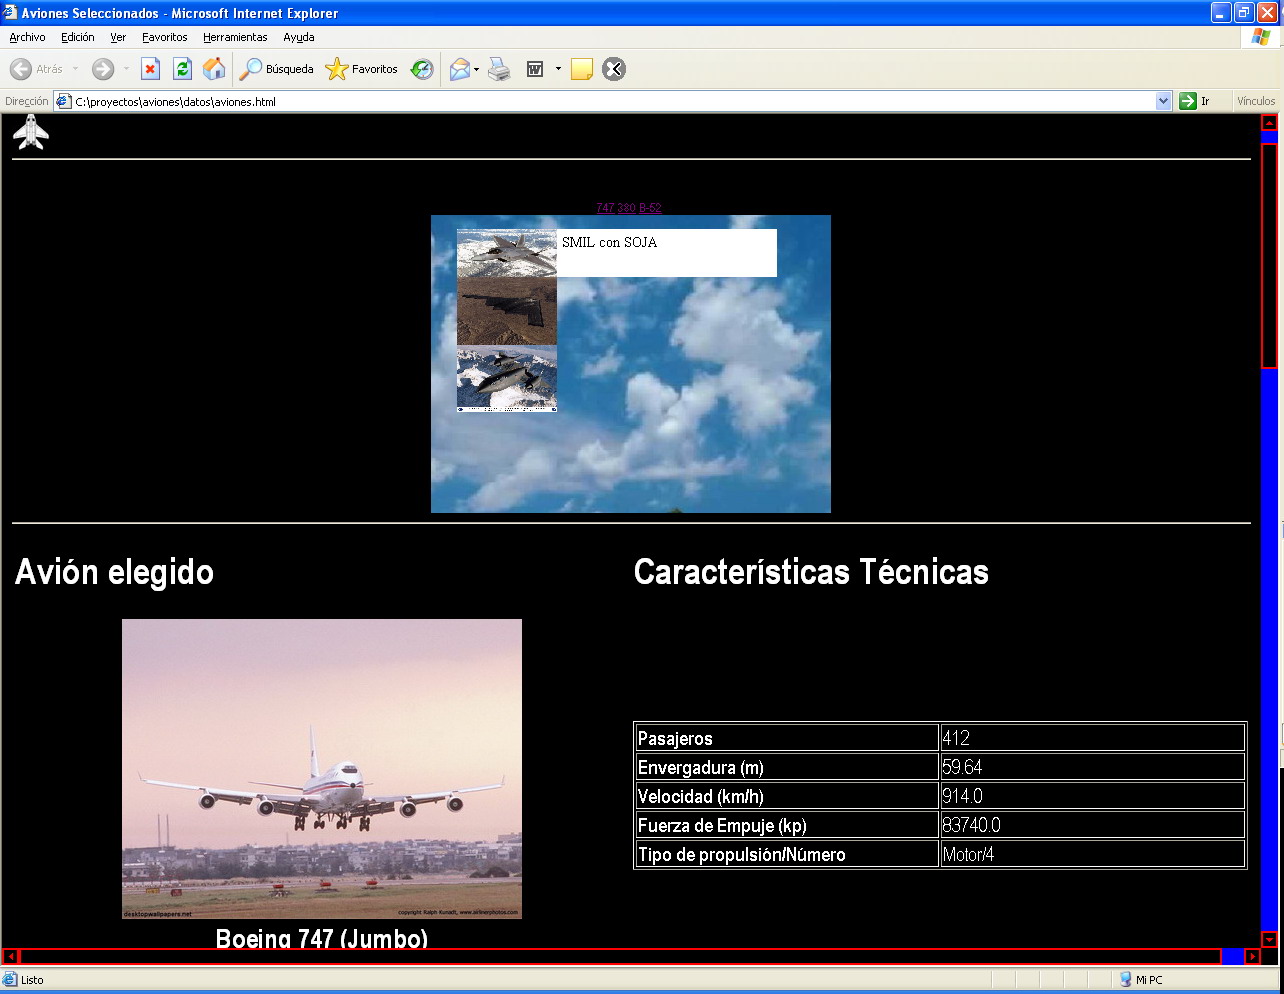 Aviones Seleccionados - Microsoft Internet Explorer
Archivo Edición Ver Favoritos Herramientas Ayuda
Atrás Búsqueda Favoritos
Dirección C:\proyectos\aviones\datos\aviones.html Ir Vínculos
747 380 B-52
SMIL con SOJA
Avión elegido
Características Técnicas
Pasajeros 412
Envergadura (m) 59.64
Velocidad (km/h) 914.0
Fuerza de Empuje (kp) 83740.0
Tipo de propulsión/Número Motor/4
desktopwallpapers.net copyright Ralph Kunadt, www.airlinerphotos.com
Boeing 747 (Jumbo)
Listo Mi PC